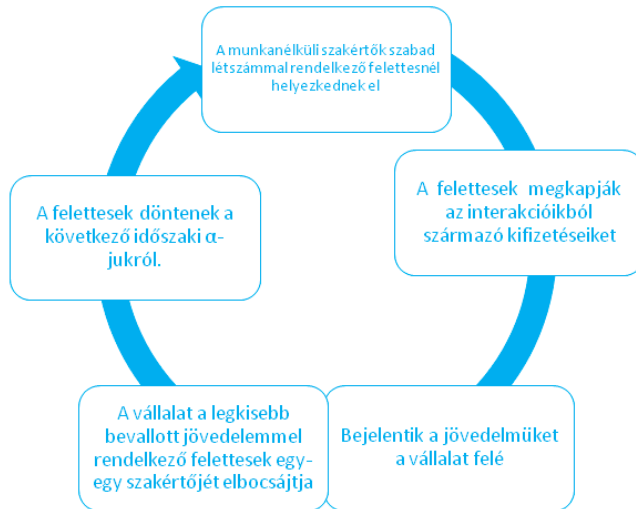 A munkanélküli szakértők szabad
létszámmal rendelkező felettesnél
helyezkednek el
A felettesek megkapják
az interakcióikból
származó kifizetéseiket
Bejelentik a jövedelmüket
a vállalat felé
A vállalat a legkisebb
bevallott jövedelemmel
rendelkező felettesek egy-
egy szakértőjét elbocsájtja
A felettesek döntenek a
következő időszaki α-
jukról.